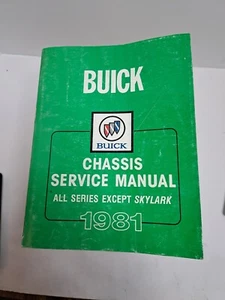 BUICK
BUICK
CHASSIS
SERVICE MANUAL
ALL SERIES EXCEPT SKYLARK
1981